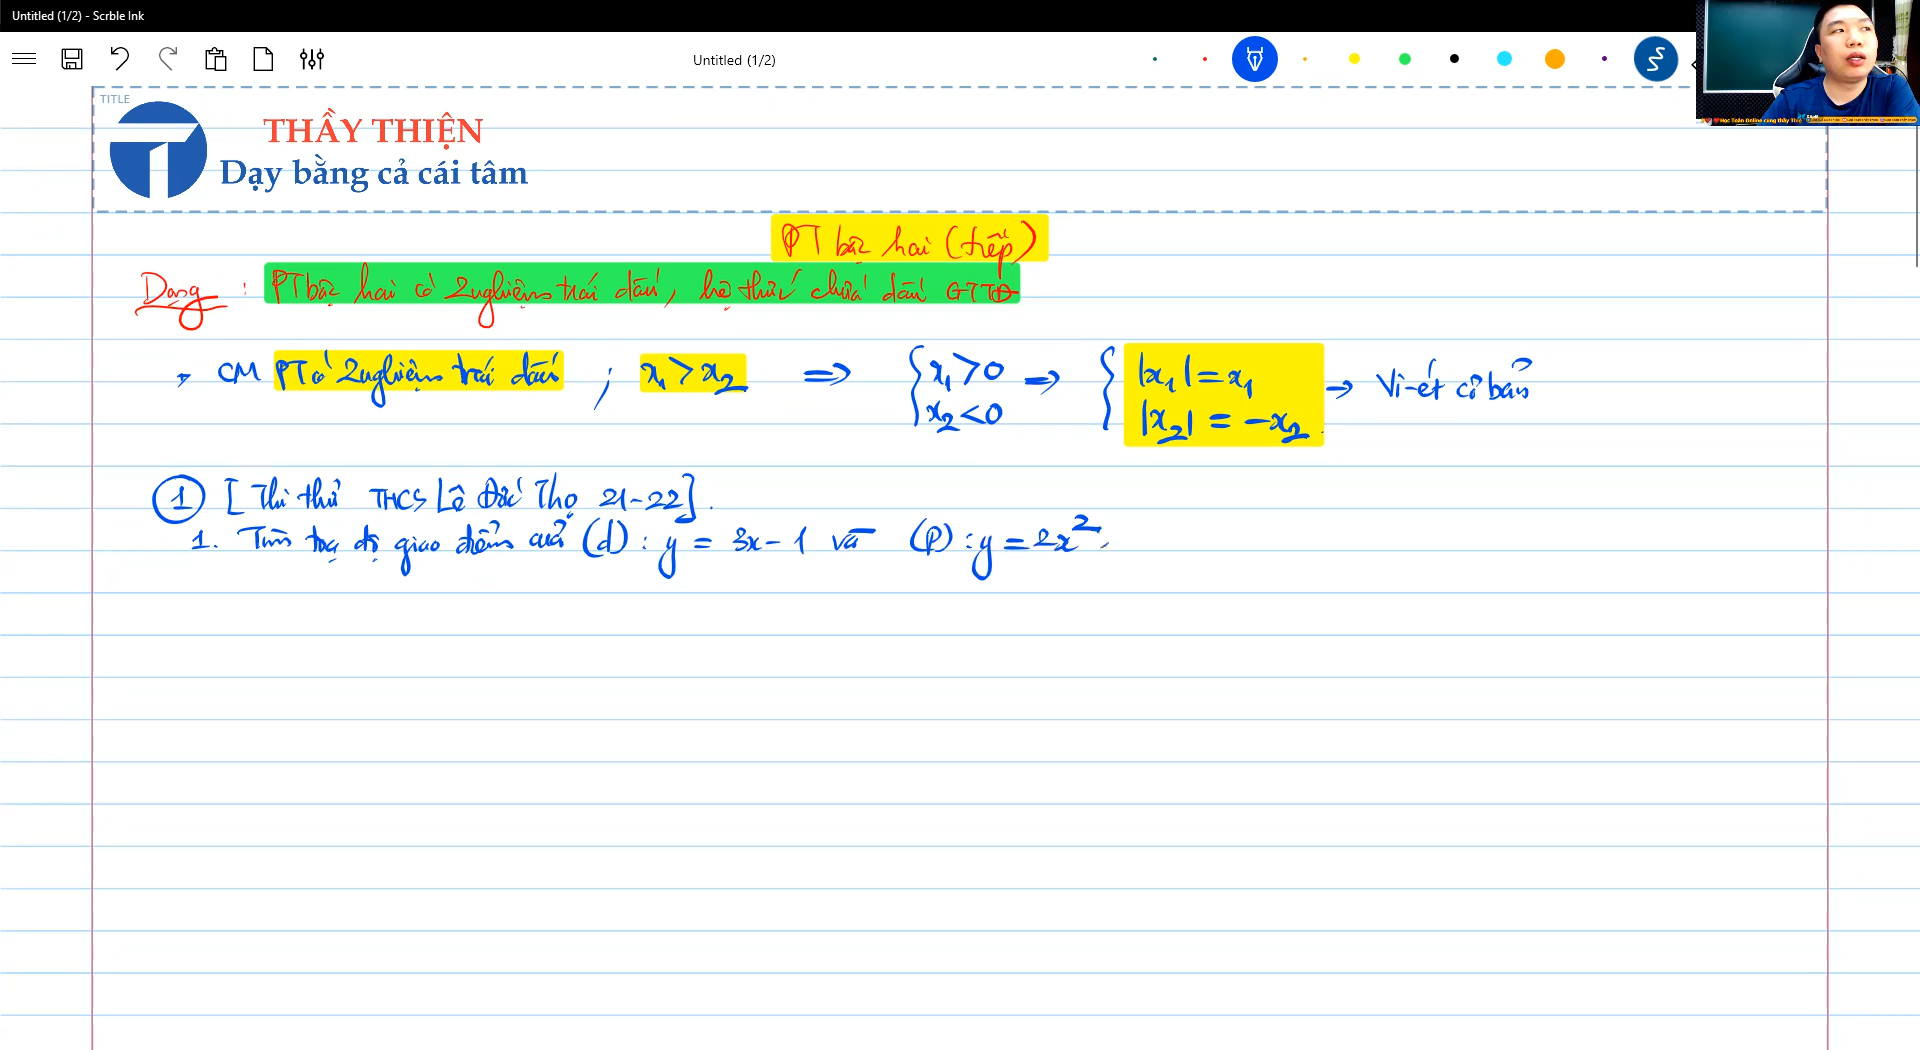 Untitled (1/2) - Scrble Ink
Untitled (1/2)
TITLE
THẦY THIỆN
Dạy bằng cả cái tâm
PT bậc hai (tiếp)
Dạng : PT bậc hai có 2 nghiệm trái dấu, hệ thức chứa dấu GTTĐ
CM PT có 2 nghiệm trái dấu ; x₁ > x₂ ⇒ { x₁ > 0 x₂ < 0 ⇒ { |x₁| = x₁ |x₂| = -x₂ → Vi-ét cơ bản
① [Thi thử THCS Lê Đức Thọ 21-22].
1. Tìm toạ độ giao điểm của (d) : y = 3x - 1 và (P) : y = 2x².